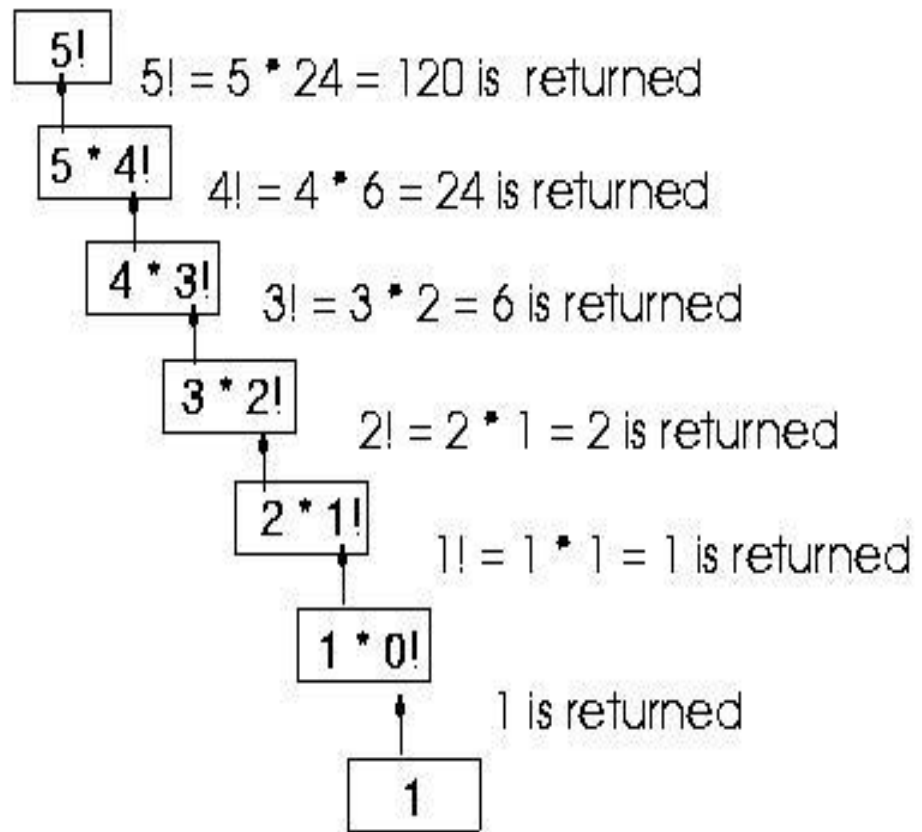 5!
5! = 5 * 24 = 120 is returned
5 * 4!
4! = 4 * 6 = 24 is returned
4 * 3!
3! = 3 * 2 = 6 is returned
3 * 2!
2! = 2 * 1 = 2 is returned
2 * 1!
1! = 1 * 1 = 1 is returned
1 * 0!
1 is returned
1